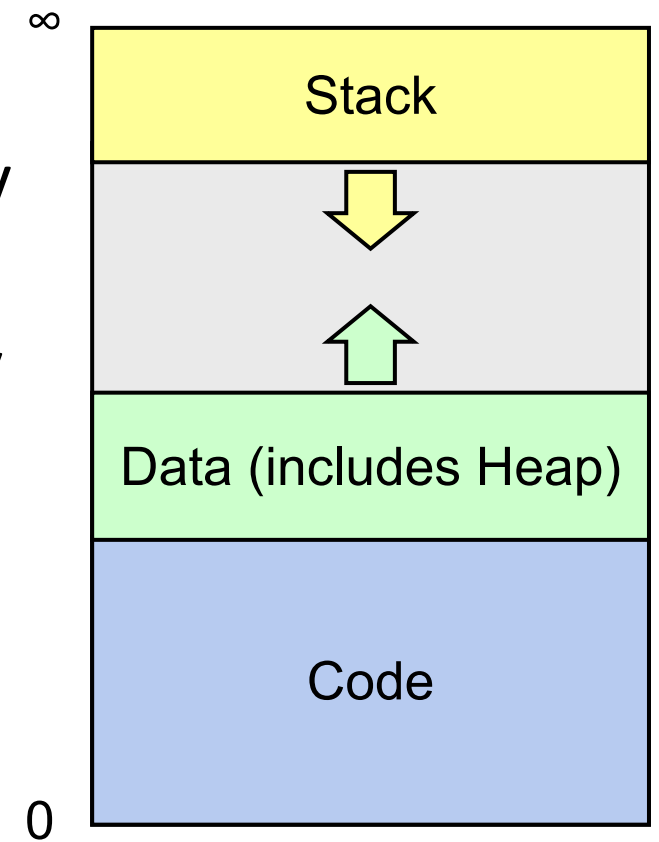 ∞
Stack
y
Data (includes Heap)
Code
0